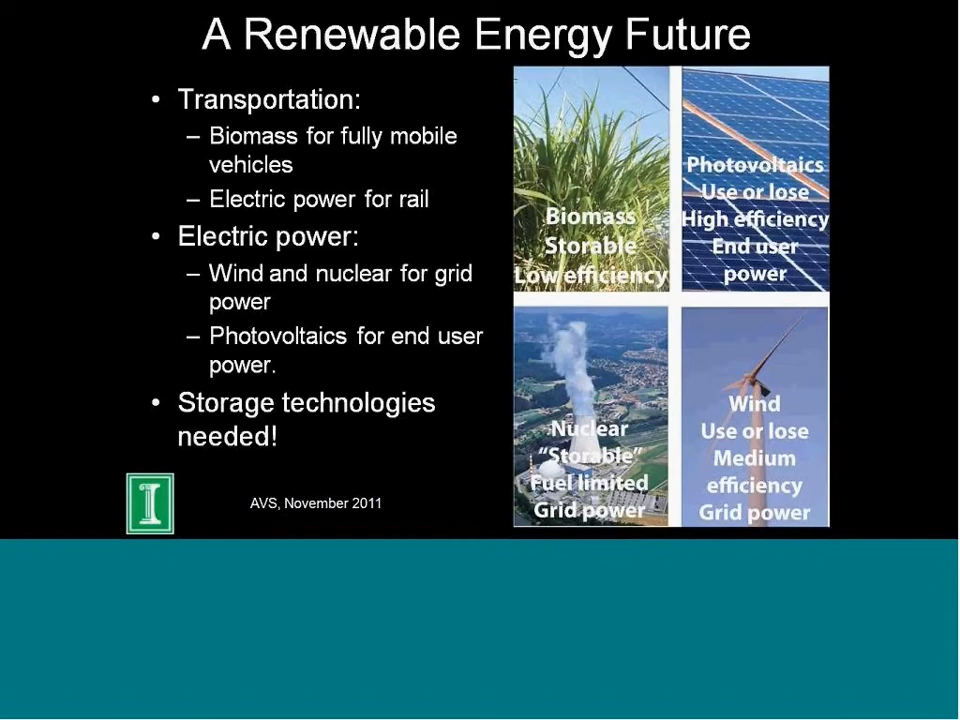 A Renewable Energy Future
• Transportation:
– Biomass for fully mobile
vehicles
– Electric power for rail
• Electric power:
– Wind and nuclear for grid
power
– Photovoltaics for end user
power.
• Storage technologies
needed!
I
AVS, November 2011
Biomass
Storable
Low efficiency
Photovoltaics
Use or lose
High efficiency
End user
power
Nuclear
“Storable”
Fuel limited
Grid power
Wind
Use or lose
Medium
efficiency
Grid power